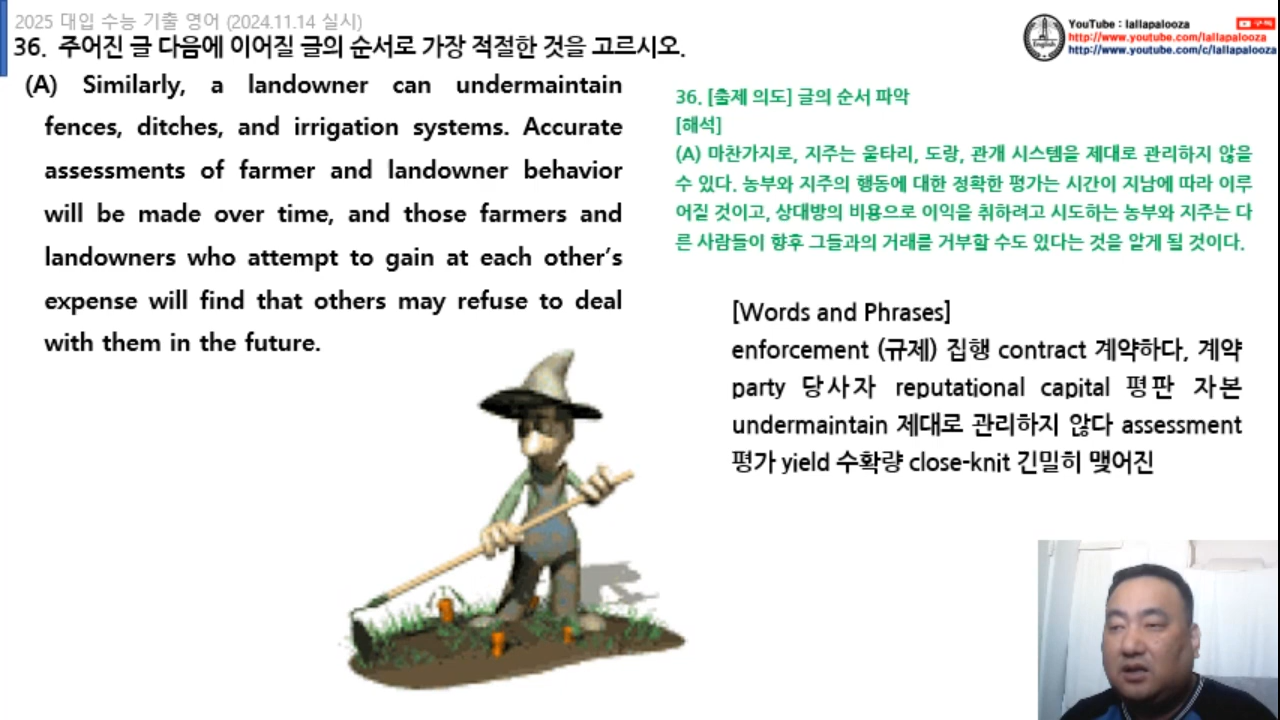 2025 대입 수능 기출 영어 (2024.11.14 실시)
36. 주어진 글 다음에 이어질 글의 순서로 가장 적절한 것을 고르시오.
(A) Similarly, a landowner can undermaintain
fences, ditches, and irrigation systems. Accurate
assessments of farmer and landowner behavior
will be made over time, and those farmers and
landowners who attempt to gain at each other’s
expense will find that others may refuse to deal
with them in the future.
YouTube : lallapalooza
구독
http://www.youtube.com/lallapalooza
http://www.youtube.com/c/lallapalooza
English
36. [출제 의도] 글의 순서 파악
[해석]
(A) 마찬가지로, 지주는 울타리, 도랑, 관개 시스템을 제대로 관리하지 않을
수 있다. 농부와 지주의 행동에 대한 정확한 평가는 시간이 지남에 따라 이루
어질 것이고, 상대방의 비용으로 이익을 취하려고 시도하는 농부와 지주는 다
른 사람들이 향후 그들과의 거래를 거부할 수도 있다는 것을 알게 될 것이다.
[Words and Phrases]
enforcement (규제) 집행 contract 계약하다, 계약
party 당사자 reputational capital 평판 자본
undermaintain 제대로 관리하지 않다 assessment
평가 yield 수확량 close-knit 긴밀히 맺어진